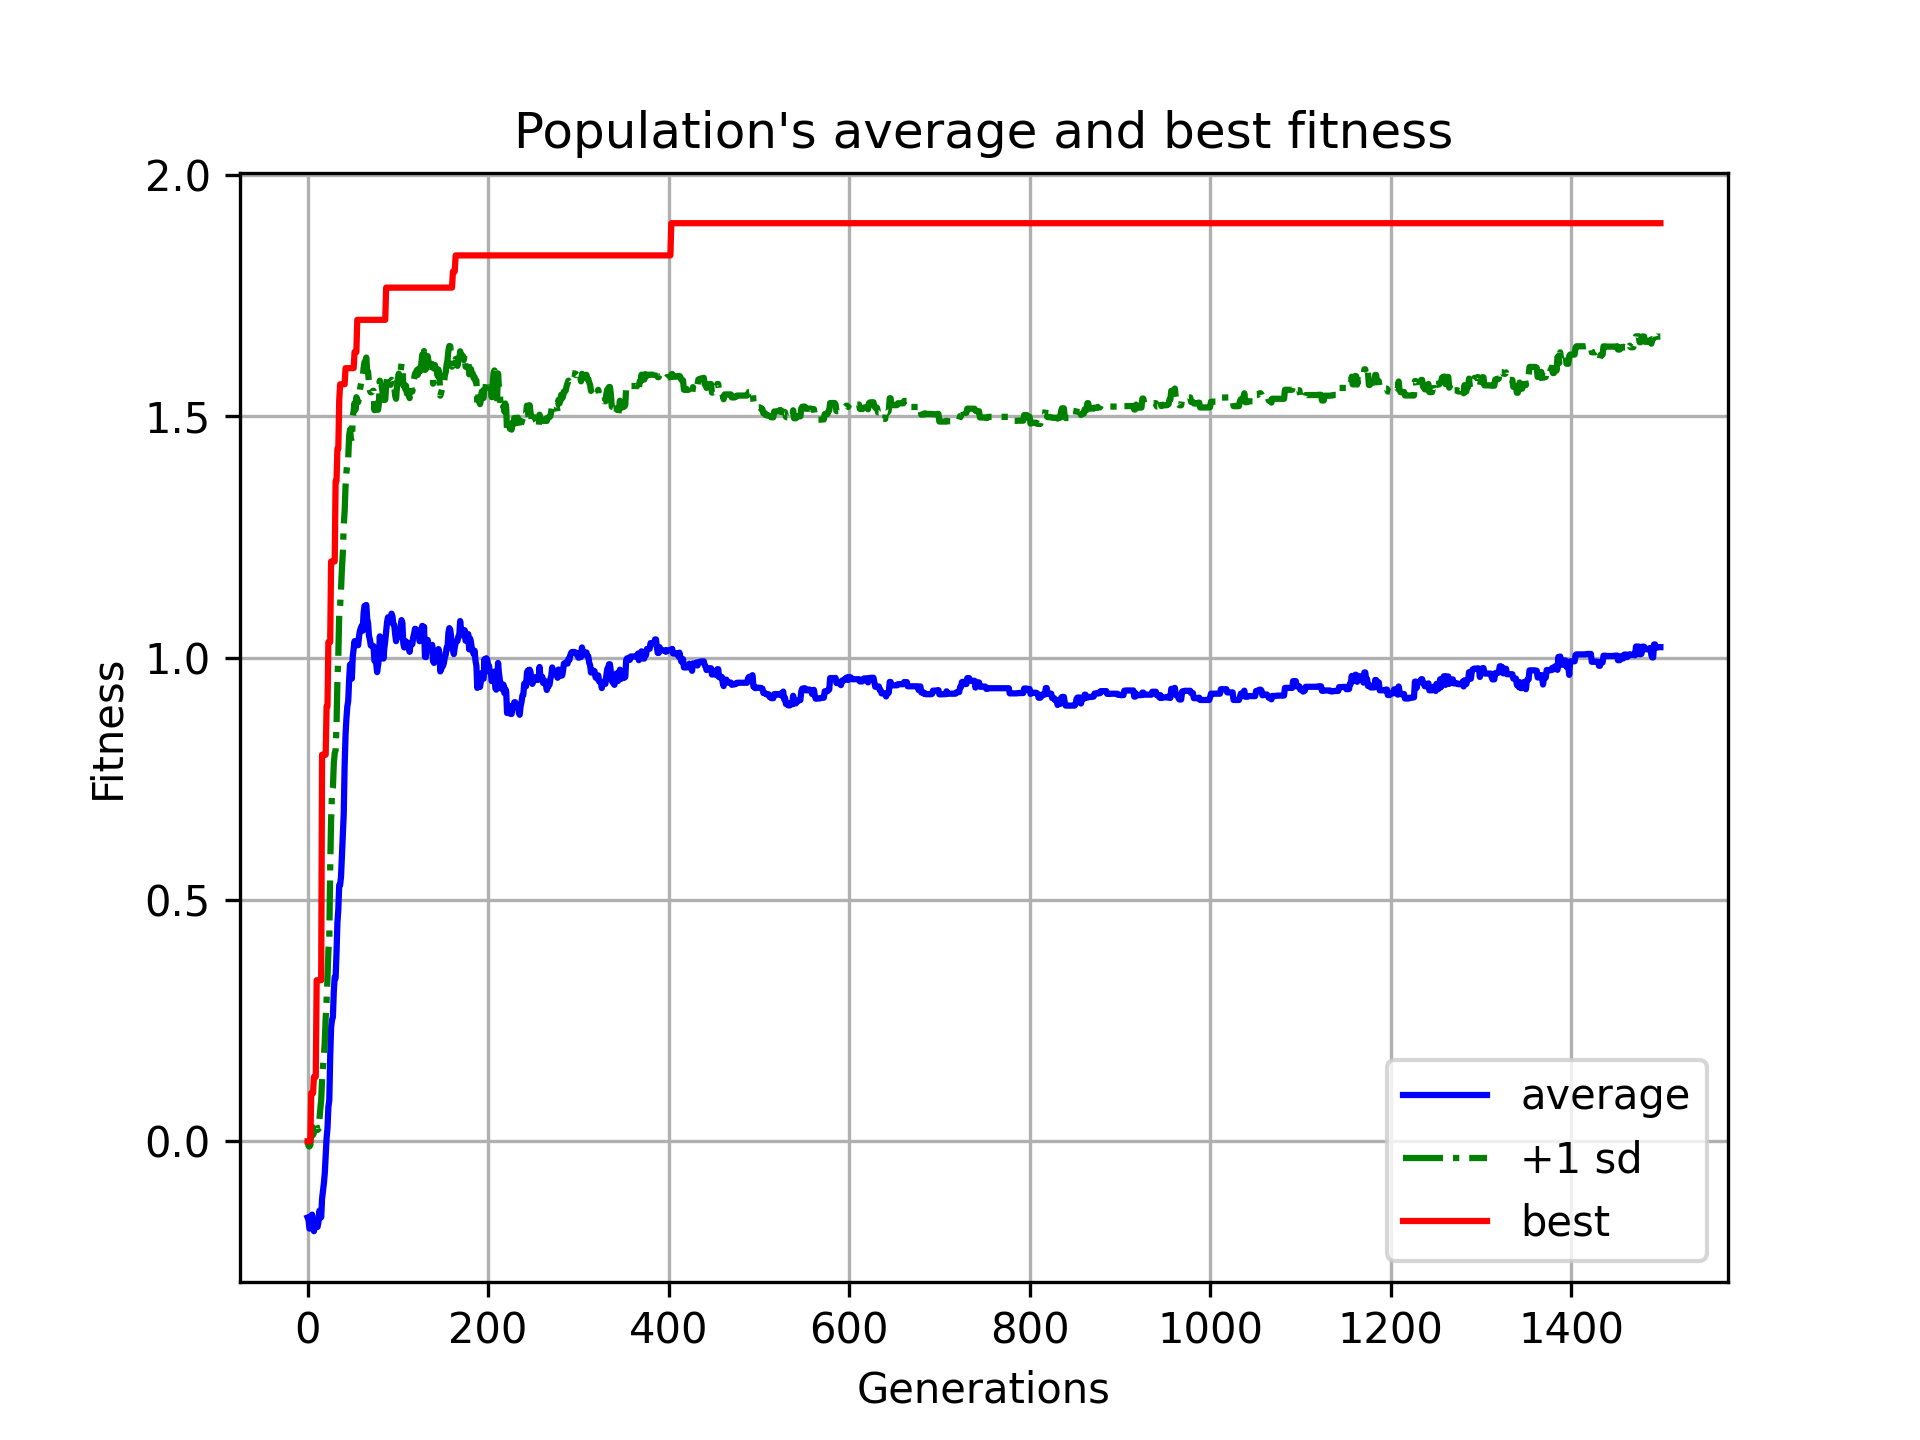 Population's average and best fitness
2.0
1.5
1.0
0.5
0.0
Fitness
0 200 400 600 800 1000 1200 1400
Generations
average
+1 sd
best